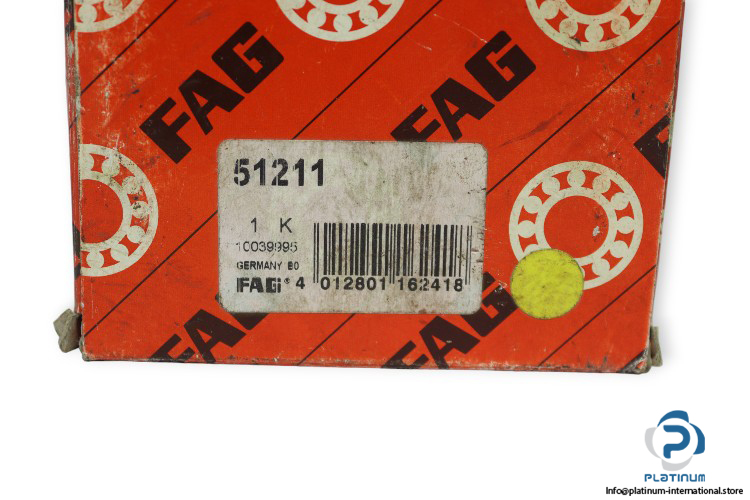 FAG
FAG
51211
1 K
10039995
GERMANY 80
FAG® 4 012801 162418
FAG
FAG
PLATINUM
Info@platinum-international.store